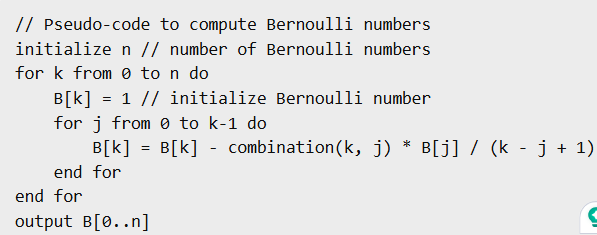 // Pseudo-code to compute Bernoulli numbers
initialize n // number of Bernoulli numbers
for k from 0 to n do
    B[k] = 1 // initialize Bernoulli number
    for j from 0 to k-1 do
        B[k] = B[k] - combination(k, j) * B[j] / (k - j + 1)
    end for
end for
output B[0..n]